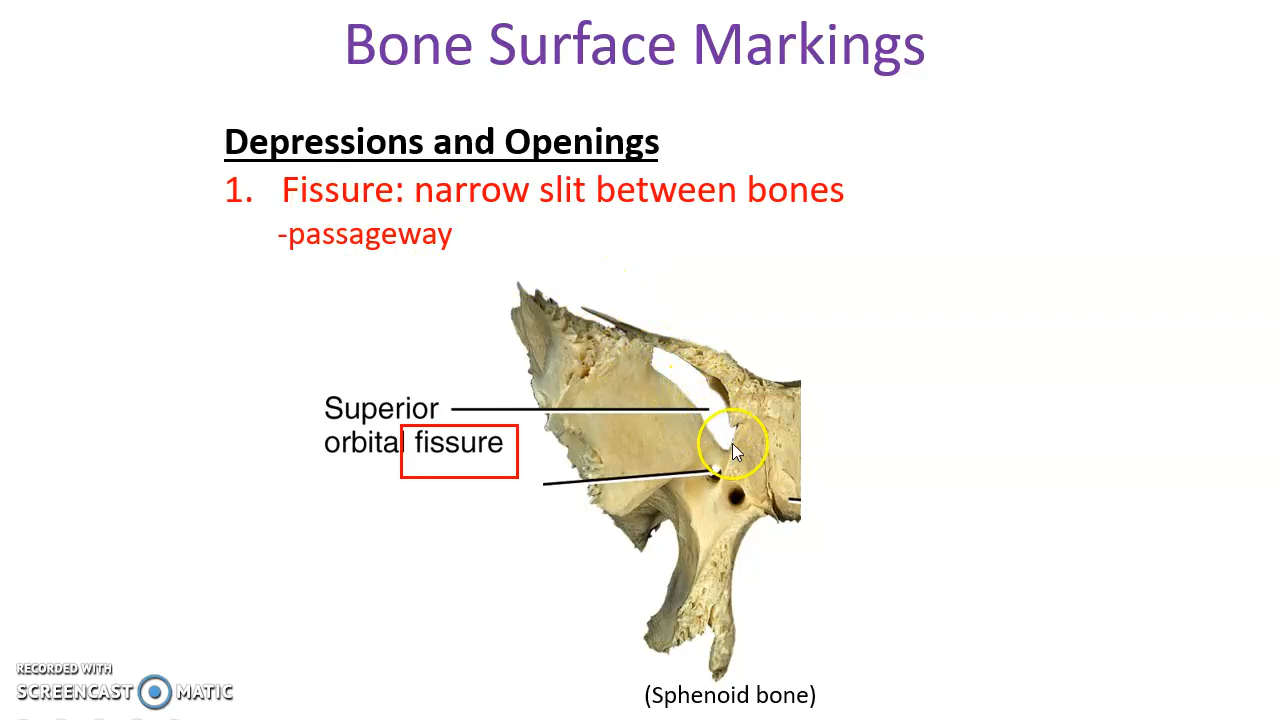 Bone Surface Markings
Depressions and Openings
1. Fissure: narrow slit between bones
-passageway
Superior
orbital fissure
(Sphenoid bone)
RECORDED WITH
SCREENCAST MATIC